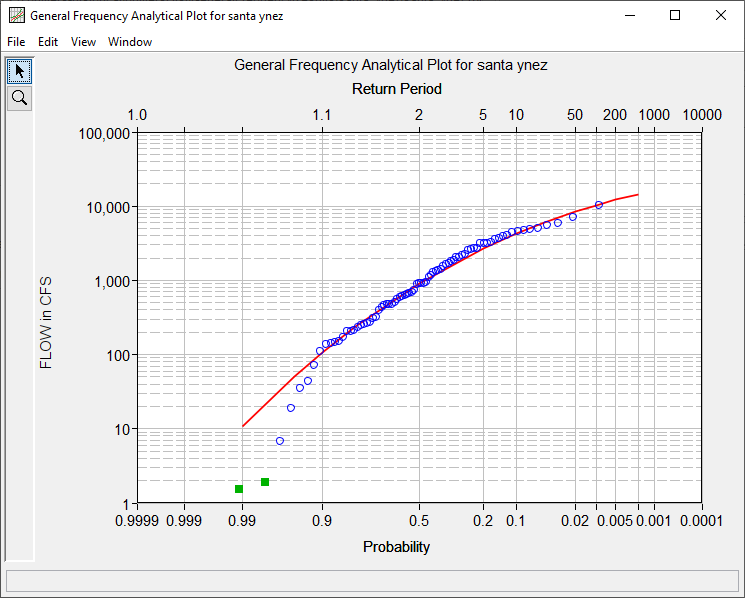 General Frequency Analytical Plot for santa ynez
File Edit View Window
General Frequency Analytical Plot for santa ynez
Return Period
1.0 1.1 2 5 10 50 200 1000 10000
100,000
10,000
1,000
100
10
1
FLOW in CFS
0.9999 0.999 0.99 0.9 0.5 0.2 0.1 0.02 0.005 0.001 0.0001
Probability